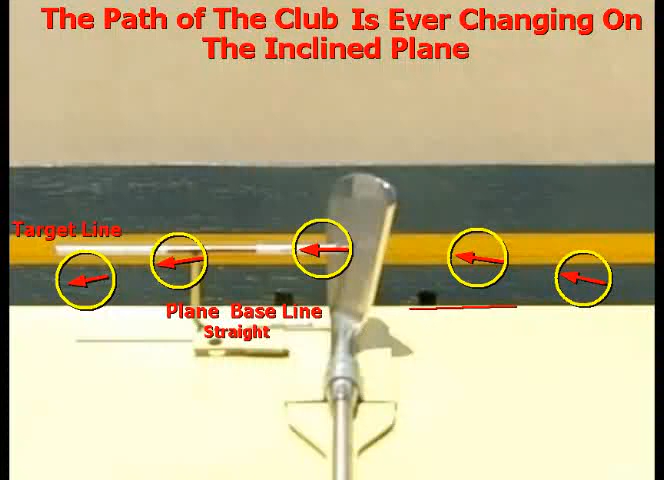 The Path of The Club Is Ever Changing On
The Inclined Plane
Target Line
Plane Base Line
Straight